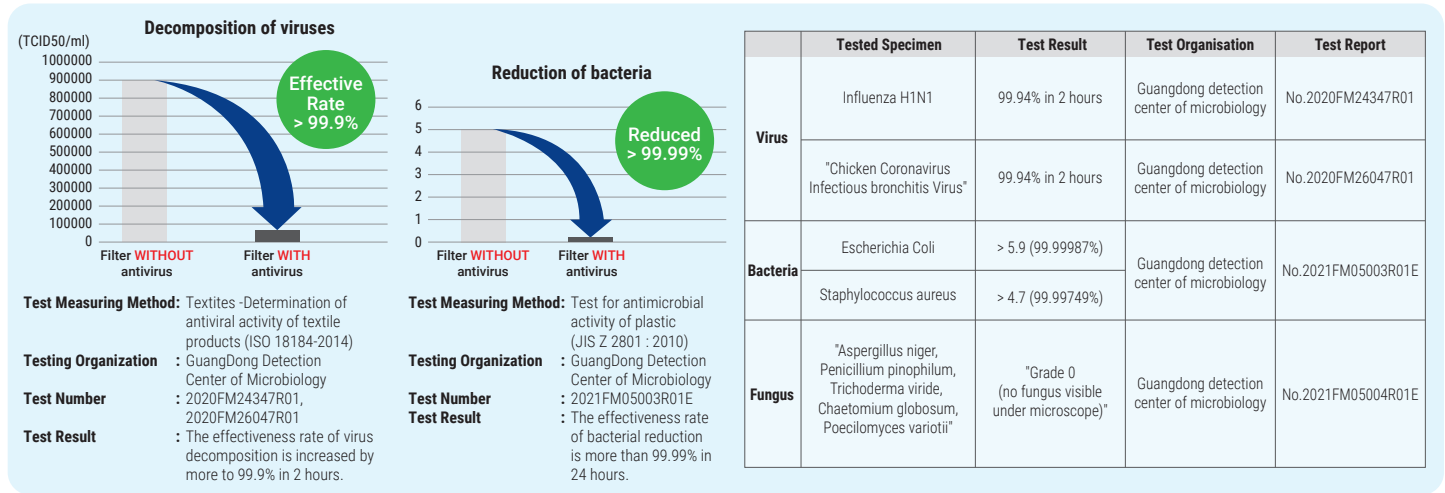 Decomposition of viruses
(TCID50/ml)
1000000
900000
800000
700000
600000
500000
400000
300000
200000
100000
0
Effective
Rate
> 99.9%
Filter WITHOUT
antivirus
Filter WITH
antivirus
Test Measuring Method: Textites -Determination of
antiviral activity of textile
products (ISO 18184-2014)
Testing Organization : GuangDong Detection
Center of Microbiology
Test Number : 2020FM24347R01,
2020FM26047R01
Test Result : The effectiveness rate of virus
decomposition is increased by
more to 99.9% in 2 hours.
Reduction of bacteria
6
5
4
3
2
1
0
Reduced
> 99.99%
Filter WITHOUT
antivirus
Filter WITH
antivirus
Test Measuring Method: Test for antimicrobial
activity of plastic
(JIS Z 2801 : 2010)
Testing Organization : GuangDong Detection
Center of Microbiology
Test Number : 2021FM05003R01E
Test Result : The effectiveness rate
of bacterial reduction
is more than 99.99% in
24 hours.
Tested Specimen Test Result Test Organisation Test Report
Virus
Influenza H1N1 99.94% in 2 hours Guangdong detection
center of microbiology No.2020FM24347R01
"Chicken Coronavirus
Infectious bronchitis Virus" 99.94% in 2 hours Guangdong detection
center of microbiology No.2020FM26047R01
Bacteria
Escherichia Coli > 5.9 (99.99987%)
Staphylococcus aureus > 4.7 (99.99749%)
Guangdong detection
center of microbiology No.2021FM05003R01E
Fungus
"Aspergillus niger,
Penicillium pinophilum,
Trichoderma viride,
Chaetomium globosum,
Poecilomyces variotii"
"Grade 0
(no fungus visible
under microscope)"
Guangdong detection
center of microbiology No.2021FM05004R01E